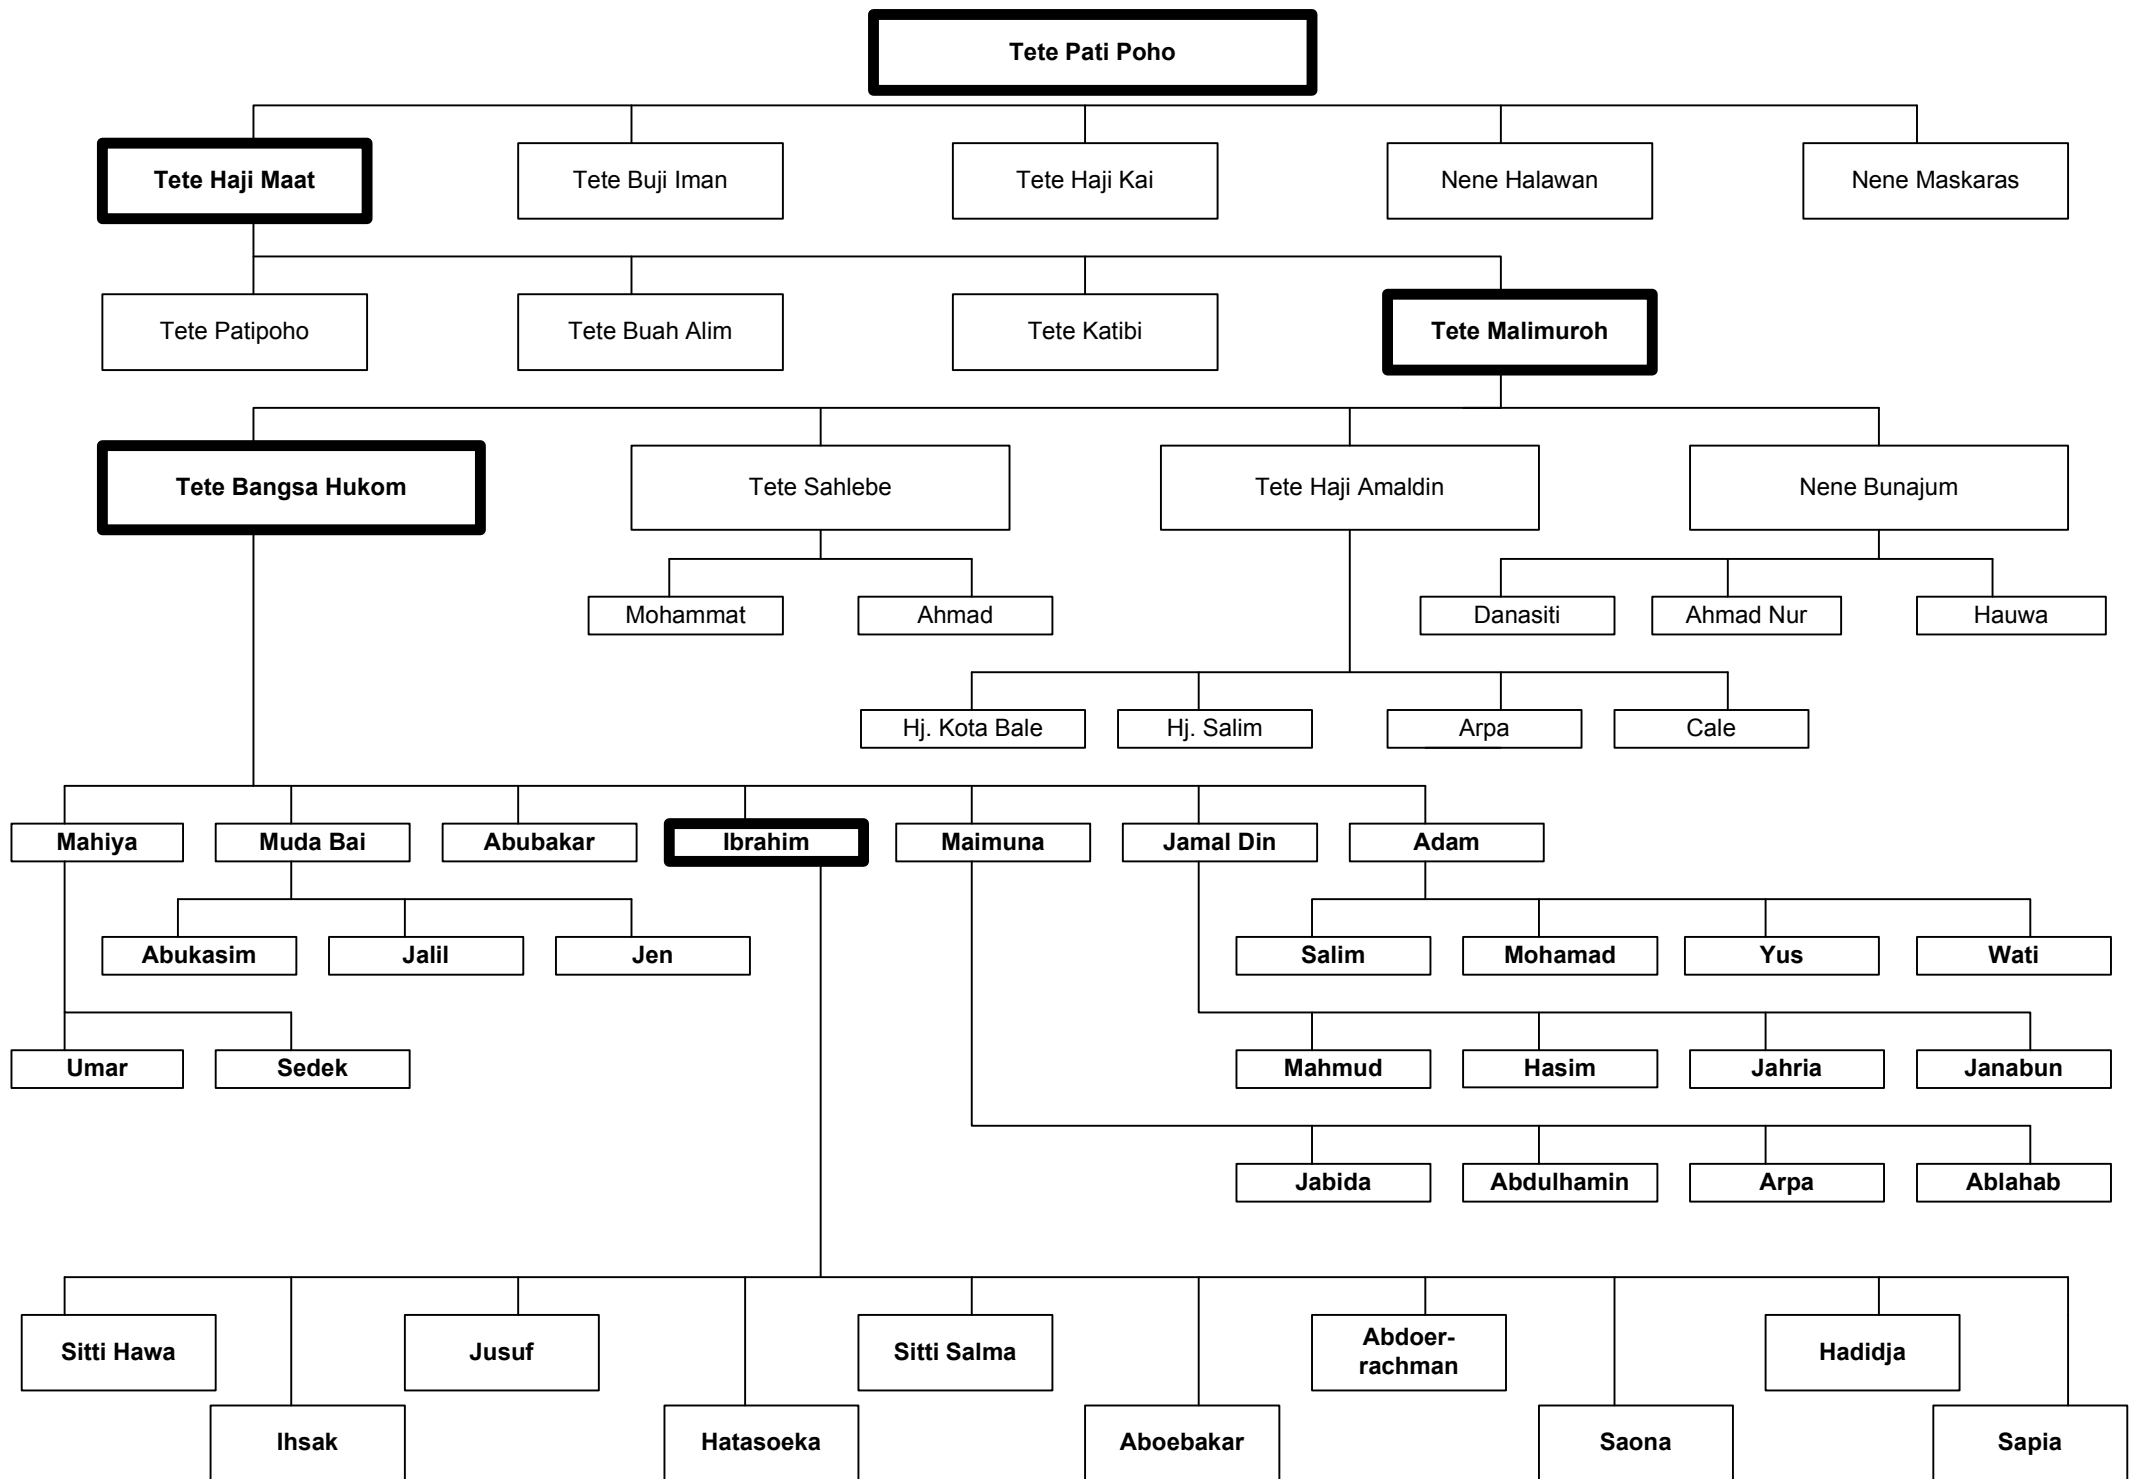 Tete Pati Poho
Tete Haji Maat
Tete Buji Iman
Tete Haji Kai
Nene Halawan
Nene Maskaras
Tete Patipoho
Tete Buah Alim
Tete Katibi
Tete Malimuroh
Tete Bangsa Hukom
Tete Sahlebe
Tete Haji Amaldin
Nene Bunajum
Mohammat
Ahmad
Danasiti
Ahmad Nur
Hauwa
Hj. Kota Bale
Hj. Salim
Arpa
Cale
Mahiya
Muda Bai
Abubakar
Ibrahim
Maimuna
Jamal Din
Adam
Abukasim
Jalil
Jen
Salim
Mohamad
Yus
Wati
Umar
Sedek
Mahmud
Hasim
Jahria
Janabun
Jabida
Abdulhamin
Arpa
Ablahab
Sitti Hawa
Jusuf
Sitti Salma
Abdoer-
rachman
Hadidja
Ihsak
Hatasoeka
Aboebakar
Saona
Sapia